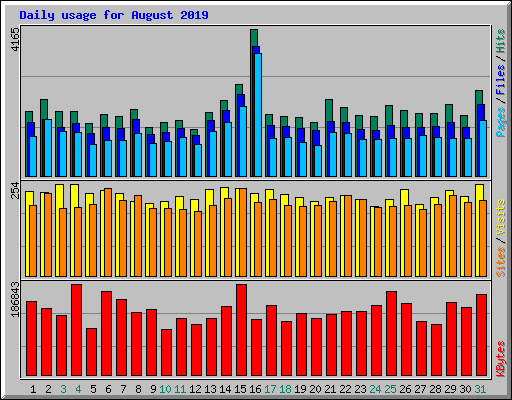 Daily usage for August 2019
4165
Pages / Files / Hits
254
Sites / Visits
186843
KBytes
1 2 3 4 5 6 7 8 9 10 11 12 13 14 15 16 17 18 19 20 21 22 23 24 25 26 27 28 29 30 31